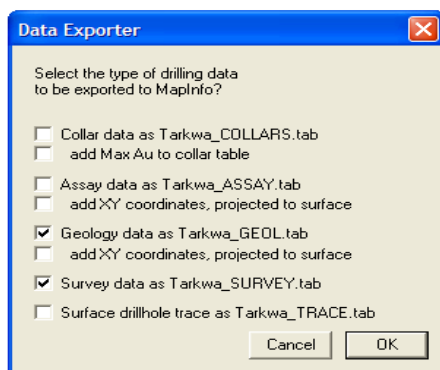 Data Exporter
Select the type of drilling data
to be exported to MapInfo?
Collar data as Tarkwa_COLLARS.tab
add Max Au to collar table
Assay data as Tarkwa_ASSAY.tab
add XY coordinates, projected to surface
Geology data as Tarkwa_GEOL.tab
add XY coordinates, projected to surface
Survey data as Tarkwa_SURVEY.tab
Surface drillhole trace as Tarkwa_TRACE.tab
Cancel OK